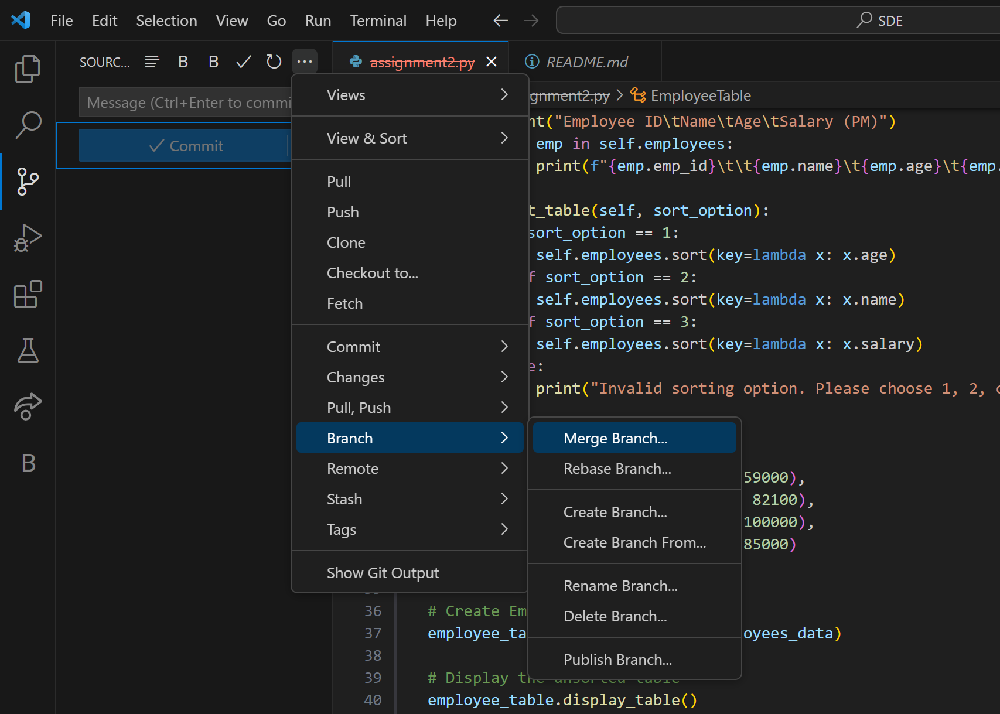 File Edit Selection View Go Run Terminal Help SDE
SOURC... B B
assignment2.py README.md
Message (Ctrl+Enter to commi
Commit
B
Views
View & Sort
Pull
Push
Clone
Checkout to...
Fetch
Commit
Changes
Pull, Push
Branch
Remote
Stash
Tags
Show Git Output
Merge Branch...
Rebase Branch...
Create Branch...
Create Branch From...
Rename Branch...
Delete Branch...
Publish Branch...
gnment2.py > EmployeeTable
nt("Employee ID\tName\tAge\tSalary (PM)")
emp in self.employees:
print(f"{emp.emp_id}\t\t{emp.name}\t{emp.age}\t{emp.
t_table(self, sort_option):
sort_option == 1:
self.employees.sort(key=lambda x: x.age)
f sort_option == 2:
self.employees.sort(key=lambda x: x.name)
f sort_option == 3:
self.employees.sort(key=lambda x: x.salary)
e:
print("Invalid sorting option. Please choose 1, 2, o
59000),
82100),
100000),
85000)
36 # Create Em
37 employee_ta oyees_data)
38
39 # Display the unsorted table
40 employee_table.display_table()